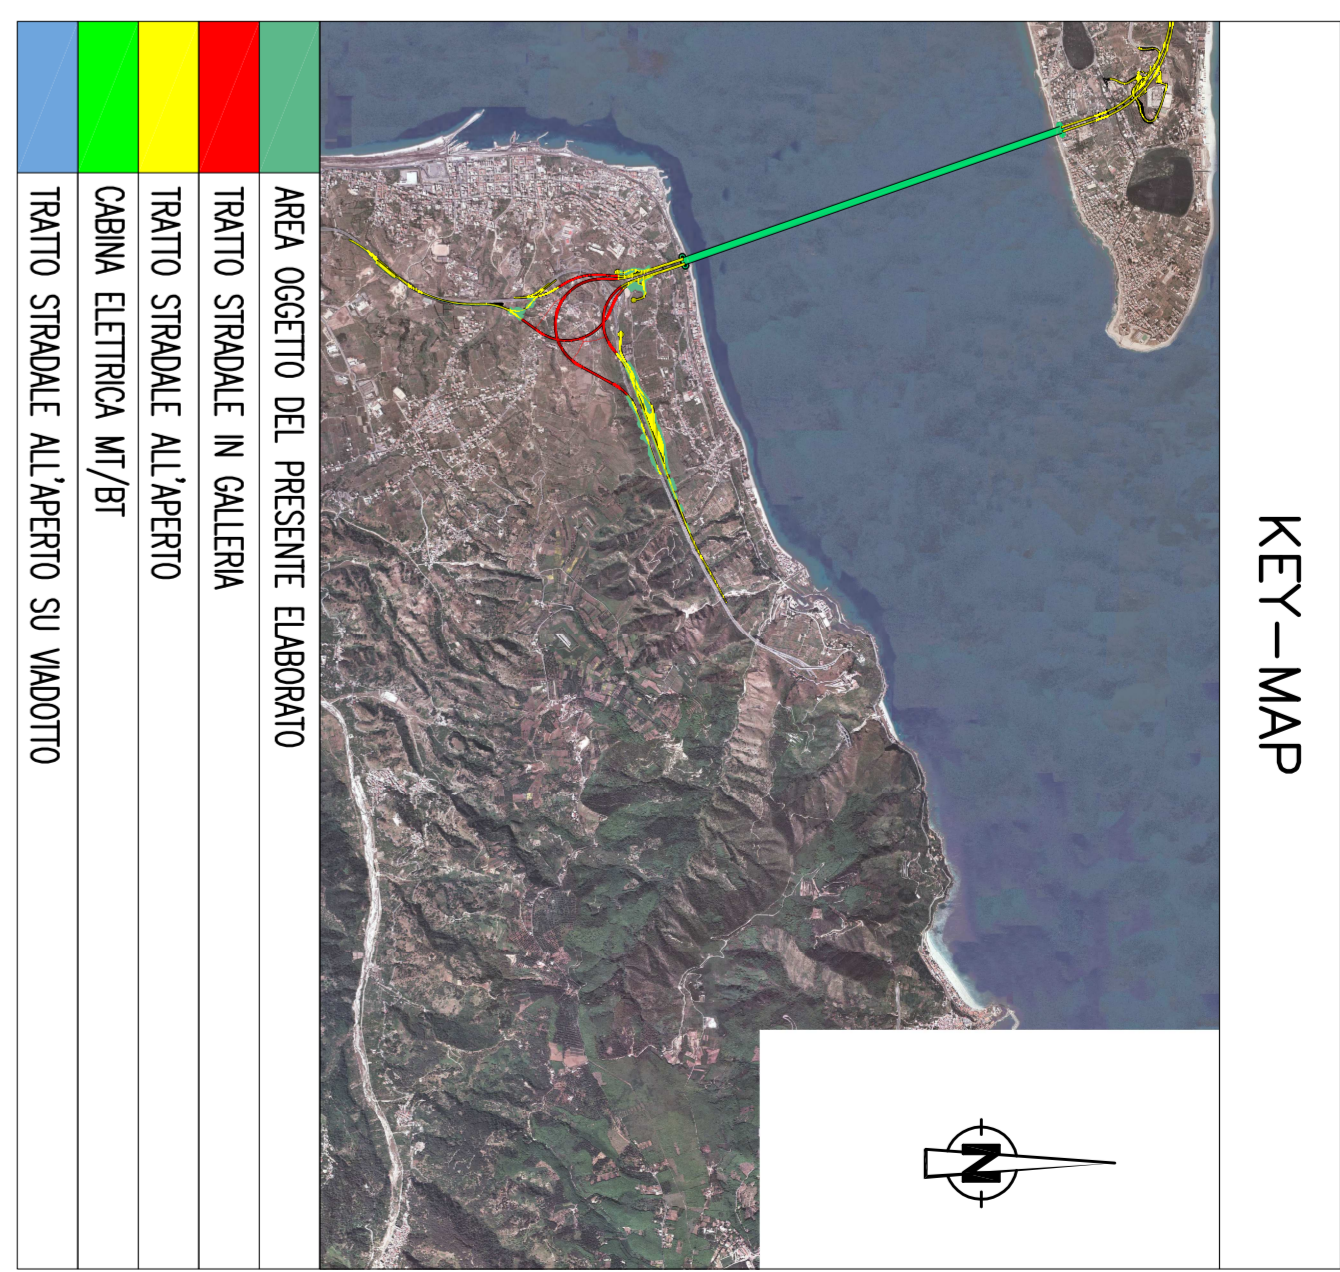 KEY-MAP
N
AREA OGGETTO DEL PRESENTE ELABORATO
TRATTO STRADALE IN GALLERIA
TRATTO STRADALE ALL'APERTO
CABINA ELETTRICA MT/BT
TRATTO STRADALE ALL'APERTO SU VIADOTTO